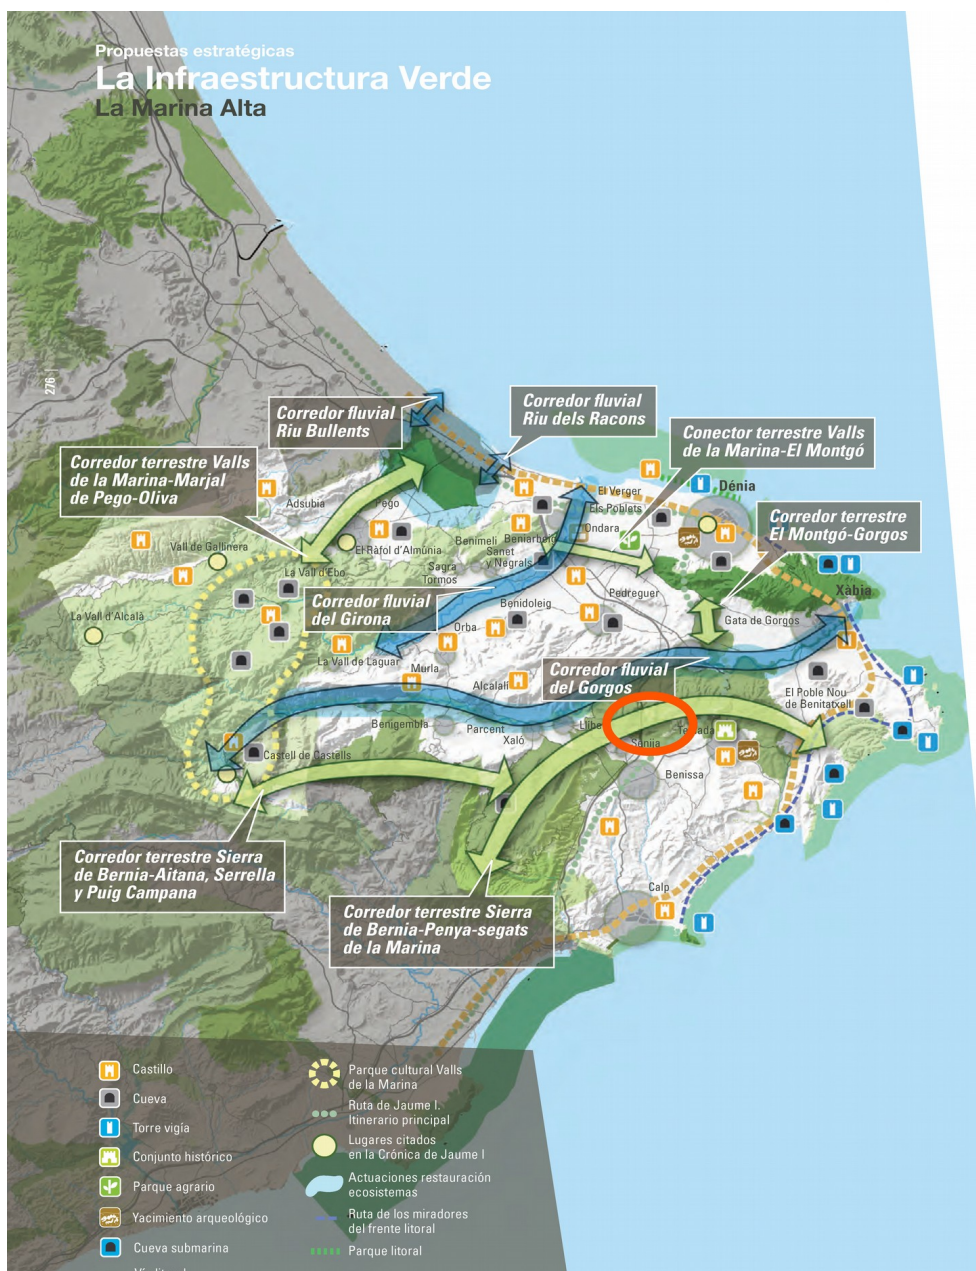 Propuestas estratégicas
La Infraestructura Verde
La Marina Alta
276
Corredor fluvial
Riu Bullents
Corredor fluvial
Riu dels Racons
Conector terrestre Valls
de la Marina-El Montgó
Corredor terrestre Valls
de la Marina-Marjal
de Pego-Oliva
Corredor terrestre
El Montgó-Gorgos
Adsubia
Pego
El Verger
Dénia
Els Poblets
Ondara
Vall de Gallinera
El Ràfol d'Almùnia
Benimeli
Beniarbeig
Sanet
y Negrals
Sagra
Tormos
La Vall d'Ebo
Corredor fluvial
del Girona
Pedreguer
Xàbia
Benidoleig
La Vall d'Alcalà
Orba
Gata de Gorgos
La Vall de Laguar
Murla
Corredor fluvial
del Gorgos
Alcalalí
El Poble Nou
de Benitatxell
Benigembla
Parcent
Xaló
Llíbe
Teulada
Senija
Castell de Castells
Benissa
Corredor terrestre Sierra
de Bernia-Aitana, Serrella
y Puig Campana
Corredor terrestre Sierra
de Bernia-Penya-segats
de la Marina
Calp
Castillo
Cueva
Torre vigía
Conjunto histórico
Parque agrario
Yacimiento arqueológico
Cueva submarina
Parque cultural Valls
de la Marina
Ruta de Jaume I.
Itinerario principal
Lugares citados
en la Crónica de Jaume I
Actuaciones restauración
ecosistemas
Ruta de los miradores
del frente litoral
Parque litoral